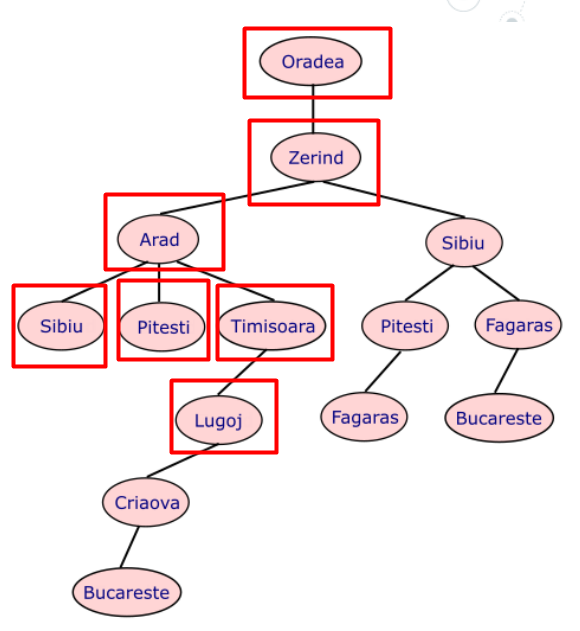 Oradea
Zerind
Arad
Sibiu
Sibiu
Pitesti
Timisoara
Pitesti
Fagaras
Lugoj
Fagaras
Bucareste
Criaova
Bucareste